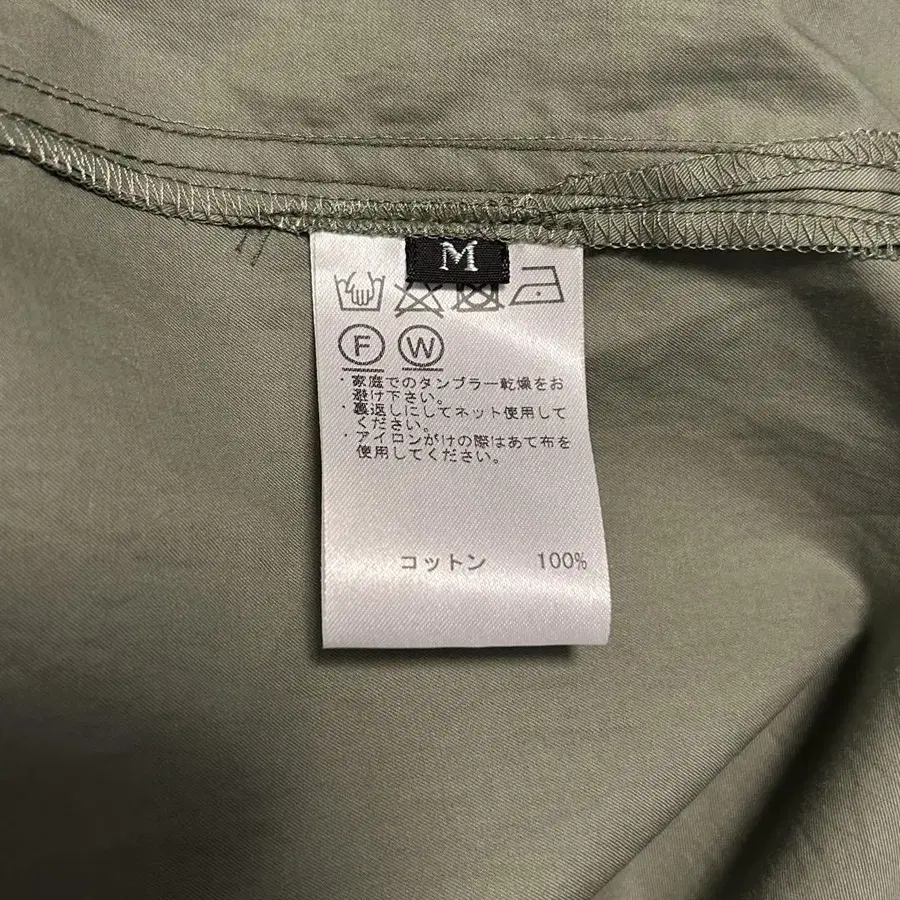 M
F W
・家庭でのタンブラー乾燥をお
避け下さい。
・裏返しにしてネット使用して
ください。
・アイロンがけの際はあて布を
使用してください。
コットン 100%